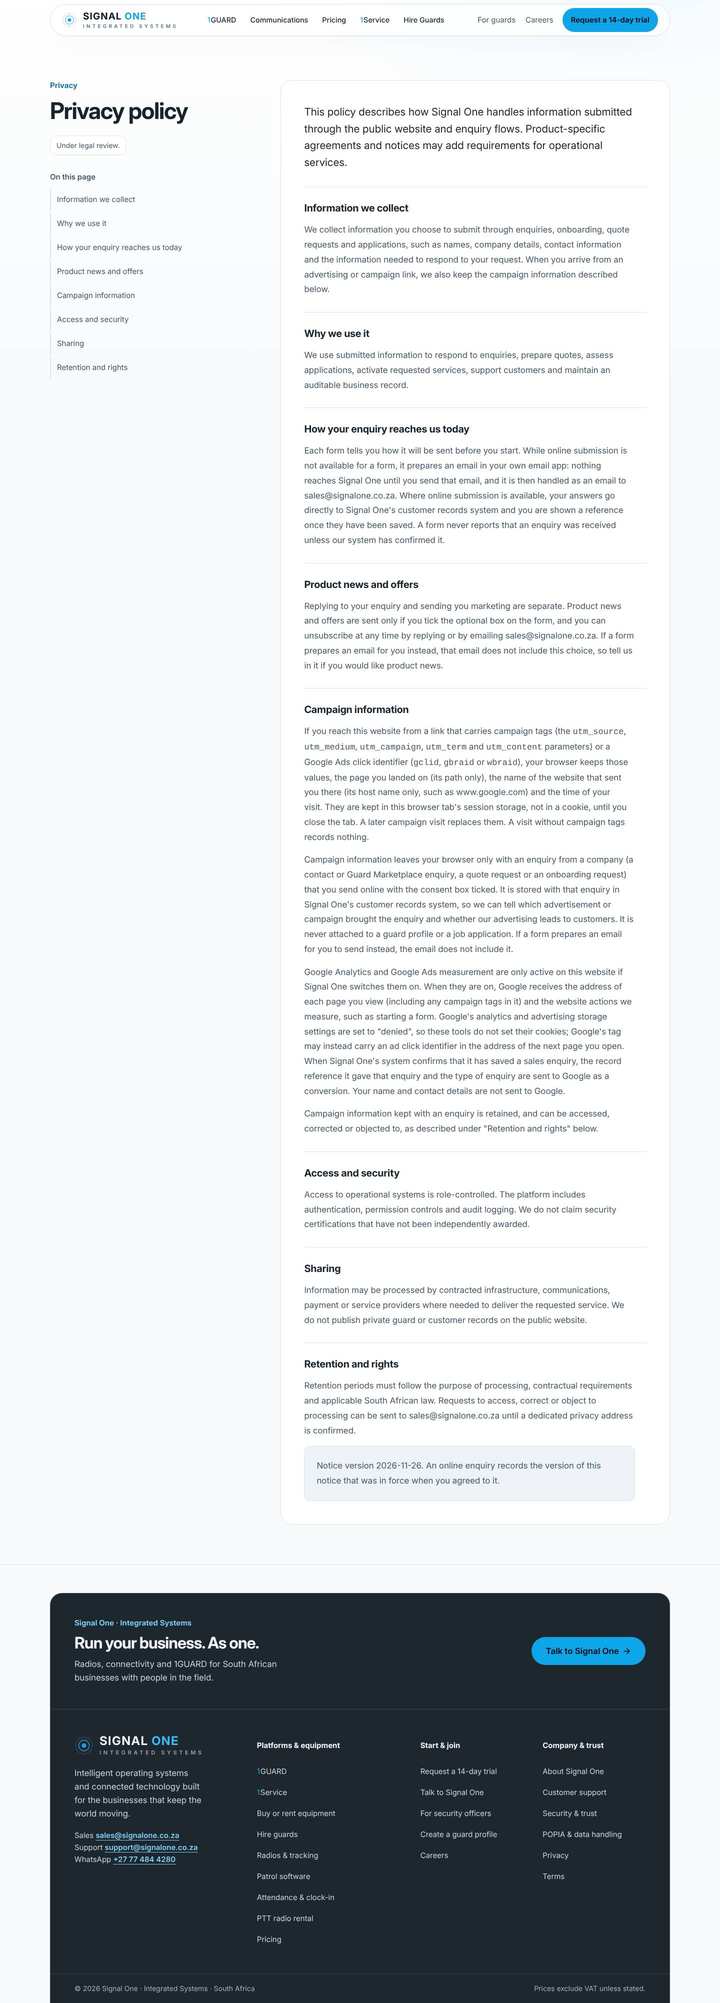 SIGNAL ONE
INTEGRATED SYSTEMS
1GUARD
Communications
Pricing
1Service
Hire Guards
For guards
Careers
Request a 14-day trial
Privacy
Privacy policy
Under legal review.
On this page
Information we collect
Why we use it
How your enquiry reaches us today
Product news and offers
Campaign information
Access and security
Sharing
Retention and rights
This policy describes how Signal One handles information submitted
through the public website and enquiry flows. Product-specific
agreements and notices may add requirements for operational
services.
Information we collect
We collect information you choose to submit through enquiries, onboarding, quote
requests and applications, such as names, company details, contact information
and the information needed to respond to your request. When you arrive from an
advertising or campaign link, we also keep the campaign information described
below.
Why we use it
We use submitted information to respond to enquiries, prepare quotes, assess
applications, activate requested services, support customers and maintain an
auditable business record.
How your enquiry reaches us today
Each form tells you how it will be sent before you start. While online submission is
not available for a form, it prepares an email in your own email app: nothing
reaches Signal One until you send that email, and it is then handled as an email to
sales@signalone.co.za. Where online submission is available, your answers go
directly to Signal One's customer records system and you are shown a reference
once they have been saved. A form never reports that an enquiry was received
unless our system has confirmed it.
Product news and offers
Replying to your enquiry and sending you marketing are separate. Product news
and offers are sent only if you tick the optional box on the form, and you can
unsubscribe at any time by replying or by emailing sales@signalone.co.za. If a form
prepares an email for you instead, that email does not include this choice, so tell us
in it if you would like product news.
Campaign information
If you reach this website from a link that carries campaign tags (the utm_source,
utm_medium, utm_campaign, utm_term and utm_content parameters) or a
Google Ads click identifier (gclid, gbraid or wbraid), your browser keeps those
values, the page you landed on (its path only), the name of the website that sent
you there (its host name only, such as www.google.com) and the time of your
visit. They are kept in this browser tab's session storage, not in a cookie, until you
close the tab. A later campaign visit replaces them. A visit without campaign tags
records nothing.
Campaign information leaves your browser only with an enquiry from a company (a
contact or Guard Marketplace enquiry, a quote request or an onboarding request)
that you send online with the consent box ticked. It is stored with that enquiry in
Signal One's customer records system, so we can tell which advertisement or
campaign brought the enquiry and whether our advertising leads to customers. It is
never attached to a guard profile or a job application. If a form prepares an email
for you to send instead, the email does not include it.
Google Analytics and Google Ads measurement are only active on this website if
Signal One switches them on. When they are on, Google receives the address of
each page you view (including any campaign tags in it) and the website actions we
measure, such as starting a form. Google's analytics and advertising storage
settings are set to "denied", so these tools do not set their cookies; Google's tag
may instead carry an ad click identifier in the address of the next page you open.
When Signal One's system confirms that it has saved a sales enquiry, the record
reference it gave that enquiry and the type of enquiry are sent to Google as a
conversion. Your name and contact details are not sent to Google.
Campaign information kept with an enquiry is retained, and can be accessed,
corrected or objected to, as described under "Retention and rights" below.
Access and security
Access to operational systems is role-controlled. The platform includes
authentication, permission controls and audit logging. We do not claim security
certifications that have not been independently awarded.
Sharing
Information may be processed by contracted infrastructure, communications,
payment or service providers where needed to deliver the requested service. We
do not publish private guard or customer records on the public website.
Retention and rights
Retention periods must follow the purpose of processing, contractual requirements
and applicable South African law. Requests to access, correct or object to
processing can be sent to sales@signalone.co.za until a dedicated privacy address
is confirmed.
Notice version 2026-11-26. An online enquiry records the version of this
notice that was in force when you agreed to it.
Signal One · Integrated Systems
Run your business. As one.
Radios, connectivity and 1GUARD for South African
businesses with people in the field.
Talk to Signal One →
SIGNAL ONE
INTEGRATED SYSTEMS
Intelligent operating systems
and connected technology built
for the businesses that keep the
world moving.
Sales sales@signalone.co.za
Support support@signalone.co.za
WhatsApp +27 77 484 4280
Platforms & equipment
1GUARD
1Service
Buy or rent equipment
Hire guards
Radios & tracking
Patrol software
Attendance & clock-in
PTT radio rental
Pricing
Start & join
Request a 14-day trial
Talk to Signal One
For security officers
Create a guard profile
Careers
Company & trust
About Signal One
Customer support
Security & trust
POPIA & data handling
Privacy
Terms
© 2026 Signal One · Integrated Systems · South Africa
Prices exclude VAT unless stated.